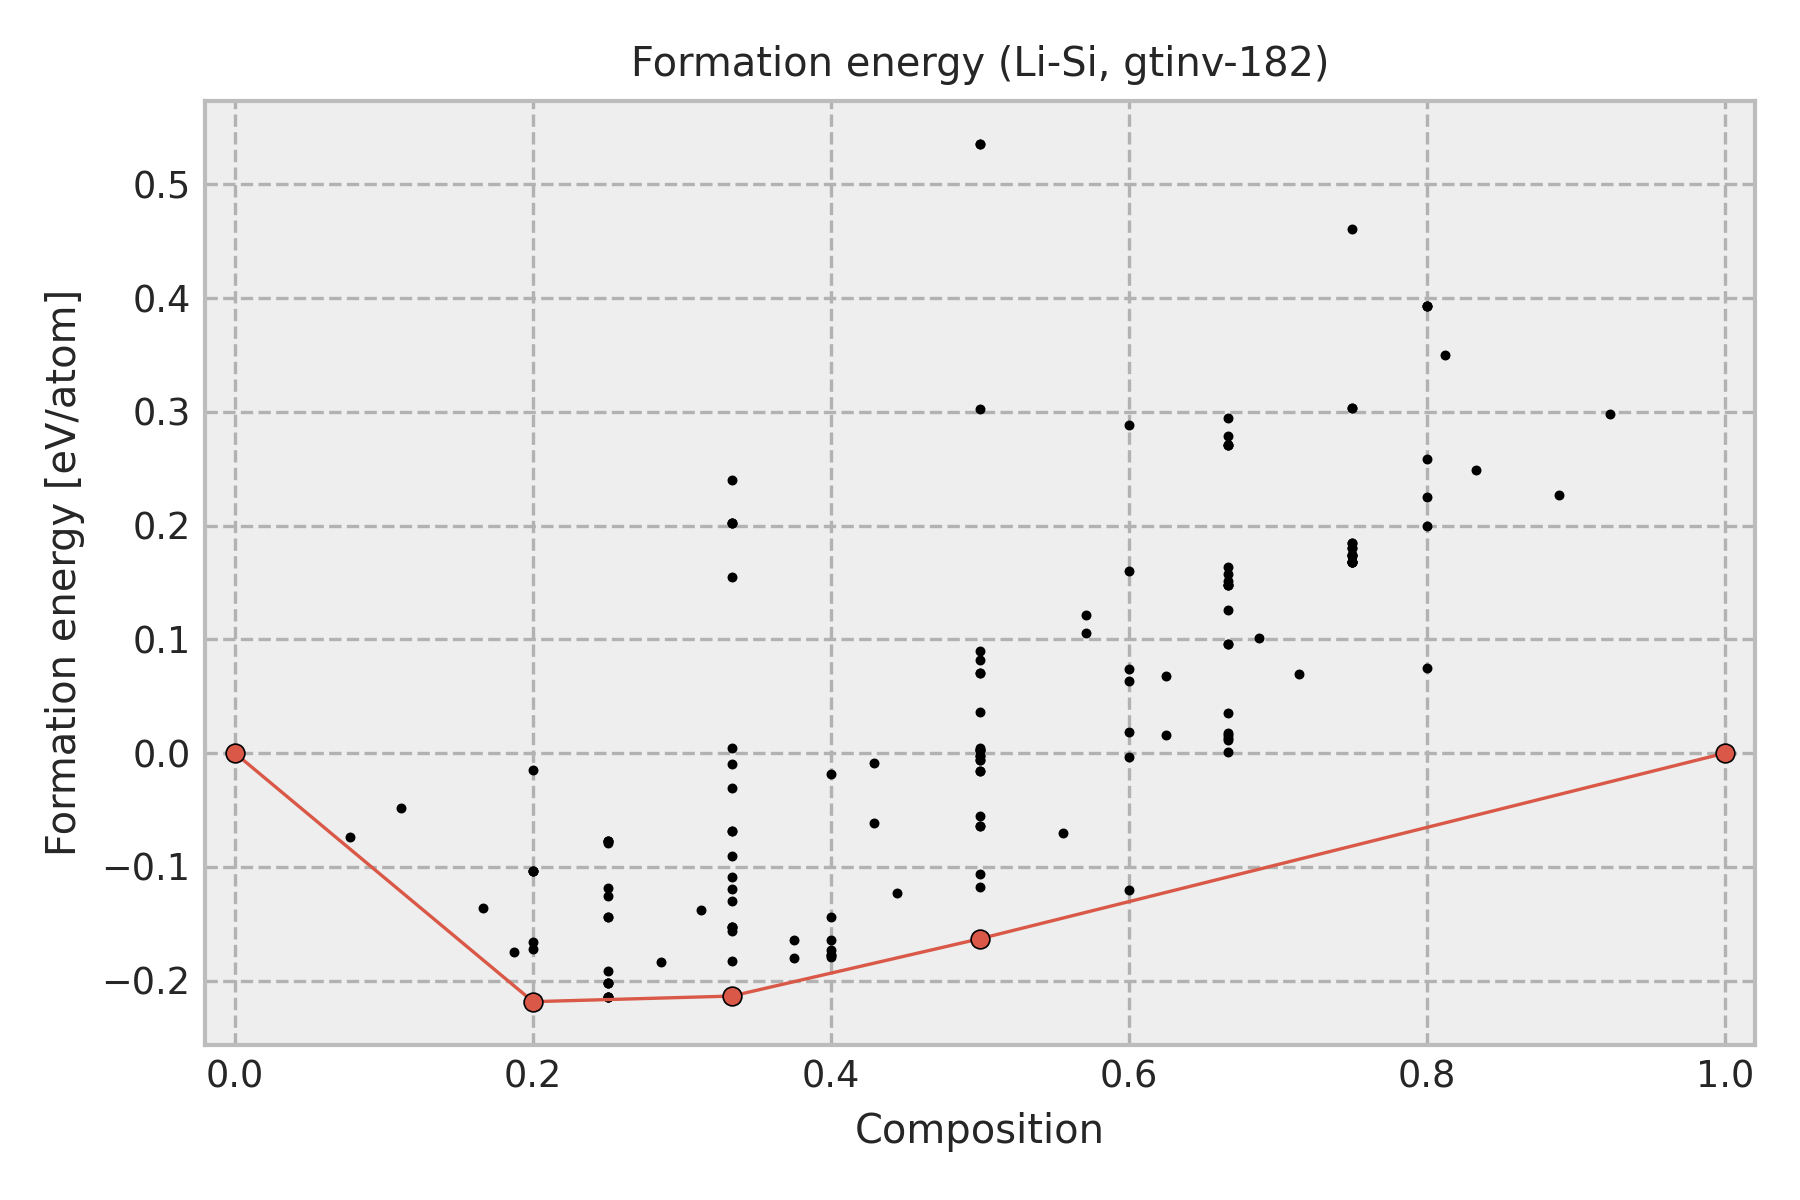 Formation energy (Li-Si, gtinv-182)
Formation energy [eV/atom]
0.5
0.4
0.3
0.2
0.1
0.0
−0.1
−0.2
0.0 0.2 0.4 0.6 0.8 1.0
Composition